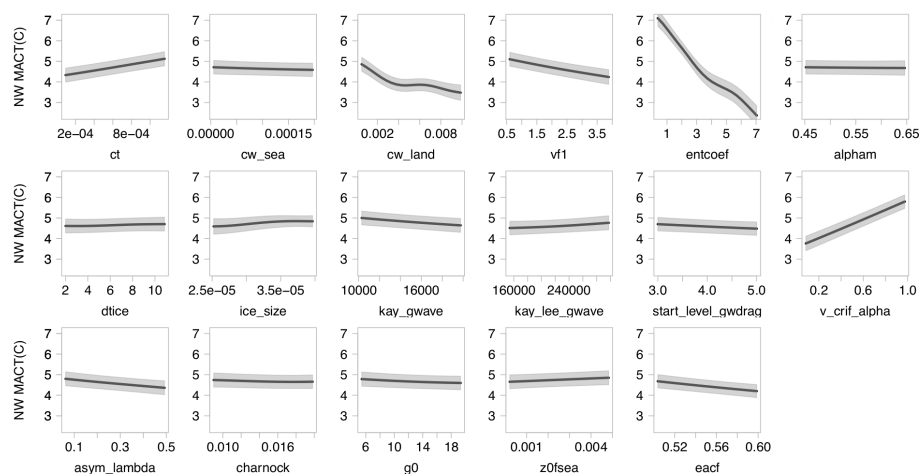 NW MACT(C)
7
6
5
4
3
2e−04 8e−04
ct
0.00000 0.00015
cw_sea
0.002 0.008
cw_land
0.5 1.5 2.5 3.5
vf1
1 3 5 7
entcoef
0.45 0.55 0.65
alpham
NW MACT(C)
7
6
5
4
3
2 4 6 8 10
dtice
2.5e−05 3.5e−05
ice_size
10000 16000
kay_gwave
160000 240000
kay_lee_gwave
3.0 4.0 5.0
start_level_gwdrag
0.2 0.6 1.0
v_crif_alpha
NW MACT(C)
7
6
5
4
3
0.1 0.3 0.5
asym_lambda
0.010 0.016
charnock
6 10 14 18
g0
0.001 0.004
z0fsea
0.52 0.56 0.60
eacf